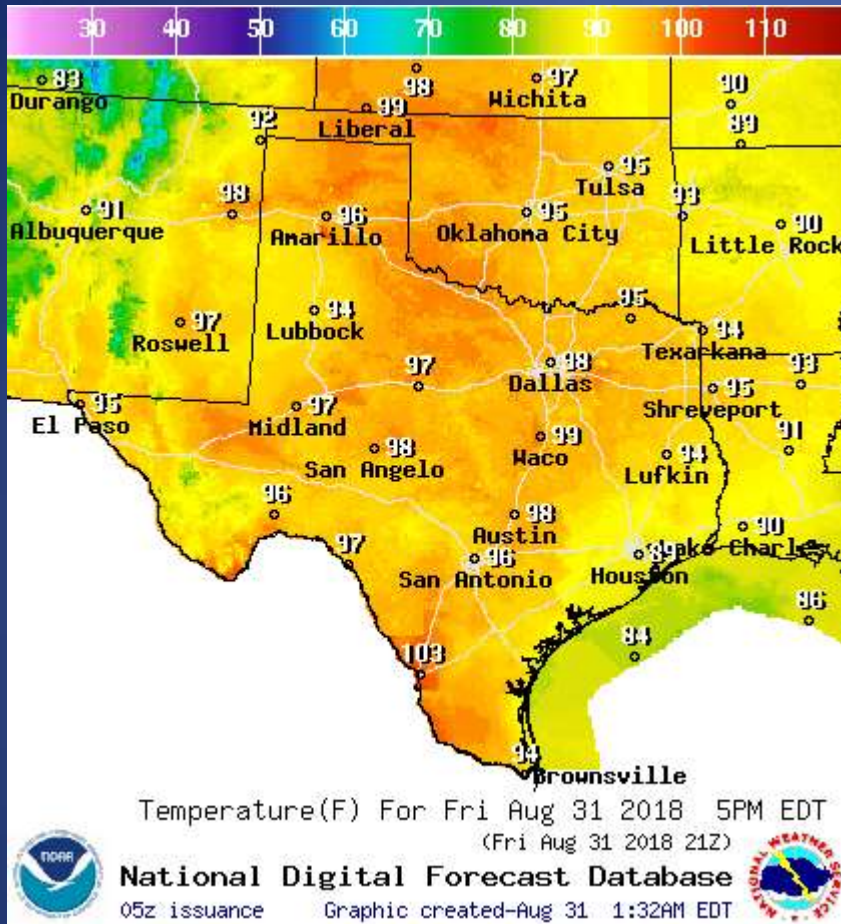 30 40 50 60 70 80 90 100 110
83 98 97 90
Durango 99 Wichita
92 Liberal 89
95
Tulsa
91 98 96 95 93 90
Albuquerque Amarillo Oklahoma City Little Rock
97 94 95
Roswell Lubbock 94
Texarkana
98
97 Dallas 93
95 97 95
El Paso Midland Shreveport
98 99 94 91
San Angelo Waco Lufkin
96 98 90
Austin
97 96 89 Lake Charles
San Antonio Houston
86
103 84
94
Brownsville
Temperature(F) For Fri Aug 31 2018 5PM EDT
(Fri Aug 31 2018 21Z)
NOAA
NATIONAL WEATHER SERVICE
National Digital Forecast Database
05z issuance Graphic created-Aug 31 1:32AM EDT